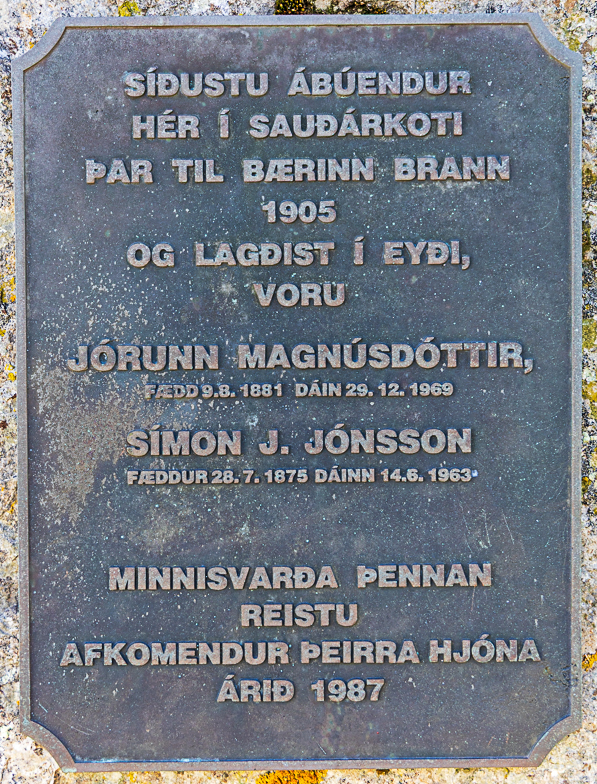 SÍÐUSTU ÁBÚENDUR
HÉR Í SAUÐÁRKOTI
ÞAR TIL BÆRINN BRANN
1905
OG LAGÐIST Í EYÐI,
VORU
JÓRUNN MAGNÚSDÓTTIR,
FÆDD 9.8. 1881 DÁIN 29.12. 1969
SÍMON J. JÓNSSON
FÆDDUR 28.7. 1875 DÁINN 14.6. 1963
MINNISVARÐA ÞENNAN
REISTU
AFKOMENDUR ÞEIRRA HJÓNA
ÁRIÐ 1987